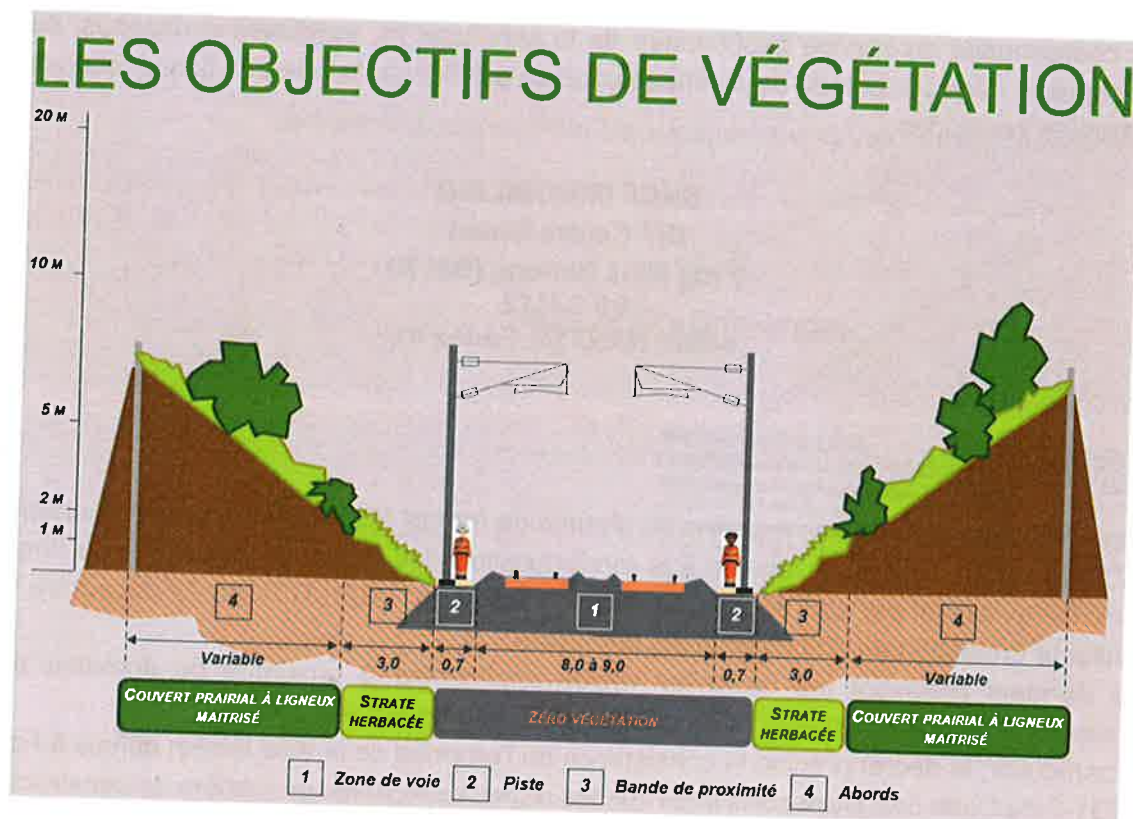 LES OBJECTIFS DE VÉGÉTATION
20 M
10 M
5 M
2 M
1 M
4
3
2
1
2
3
4
Variable
3,0
0,7
8,0 à 9,0
0,7
3,0
Variable
COUVERT PRAIRIAL À LIGNEUX
MAITRISÉ
STRATE
HERBACÉE
ZÉRO VÉGÉTATION
STRATE
HERBACÉE
COUVERT PRAIRIAL À LIGNEUX
MAITRISÉ
1 Zone de voie 2 Piste 3 Bande de proximité 4 Abords